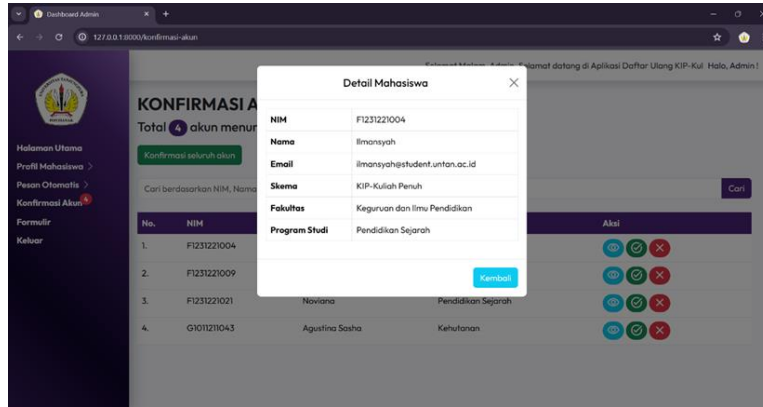 Dashboard Admin
127.0.0.1:8000/konfirmasi-akun
Selamat Malam, Admin. Selamat datang di Aplikasi Daftar Ulang KIP-Kul Halo, Admin !
Halaman Utama
Profil Mahasiswa
Pesan Otomatis
Konfirmasi Akun 4
Formulir
Keluar
KONFIRMASI A
Total 4 akun menur
Konfirmasi seluruh akun
Cari berdasarkan NIM, Nama
Cari
No. NIM Aksi
1. F1231221004
2. F1231221009
3. F1231221021 Noviana Pendidikan Sejarah
4. G1011211043 Agustina Sasha Kehutanan
Detail Mahasiswa
NIM F1231221004
Nama Ilmansyah
Email ilmansyah@student.untan.ac.id
Skema KIP-Kuliah Penuh
Fakultas Keguruan dan Ilmu Pendidikan
Program Studi Pendidikan Sejarah
Kembali